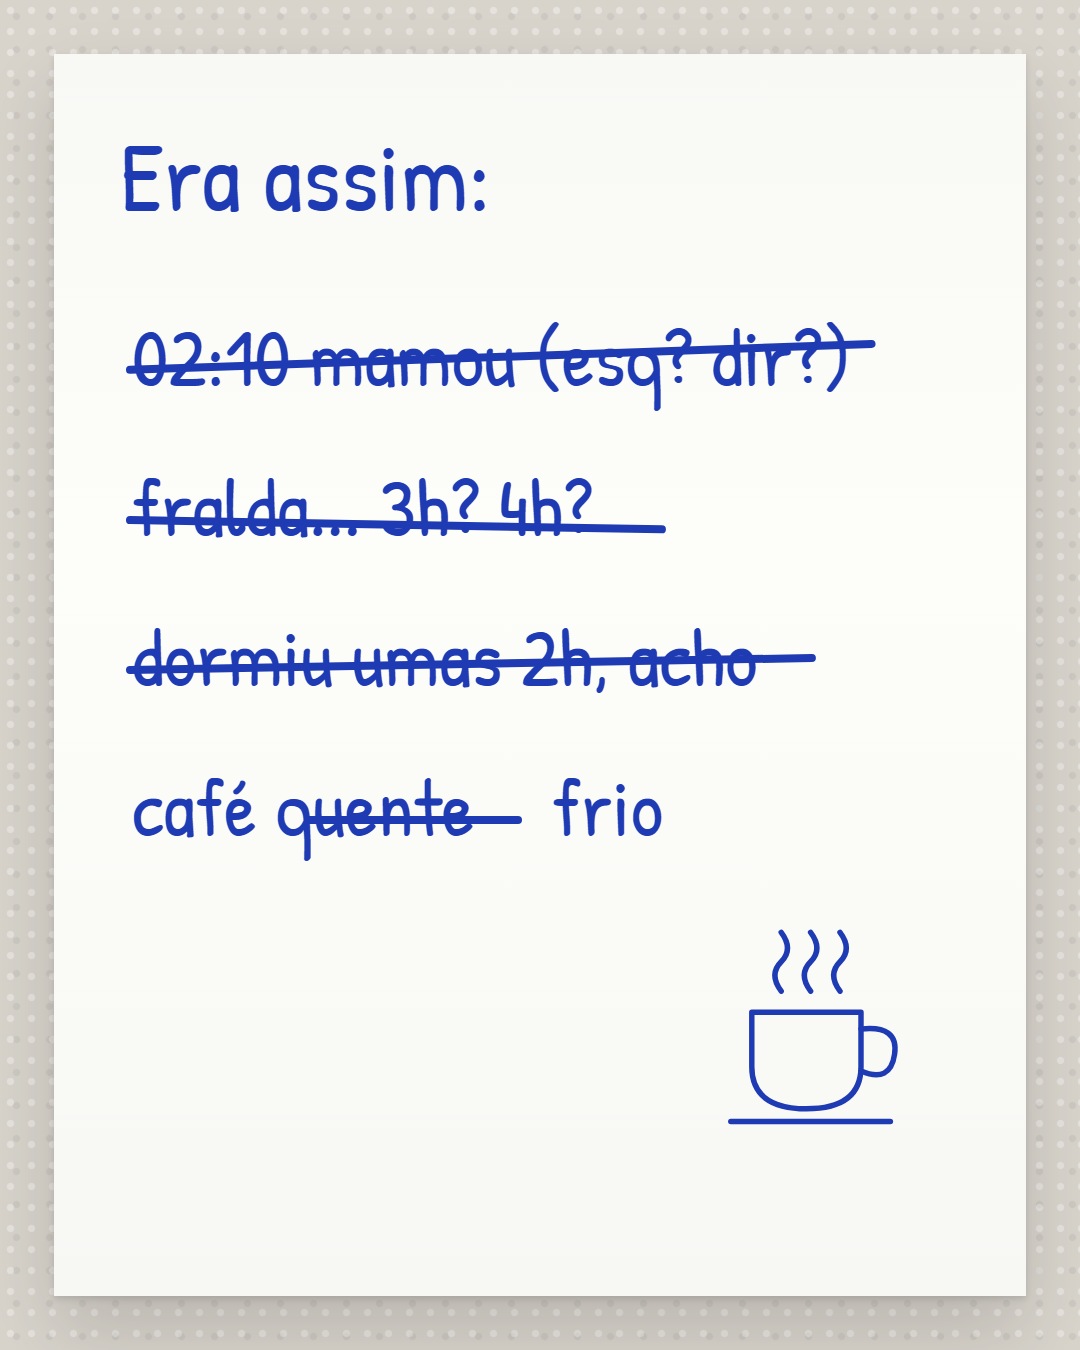 Era assim:
02:10 mamou (esq? dir?)
fralda... 3h? 4h?
dormiu umas 2h, acho
café quente frio